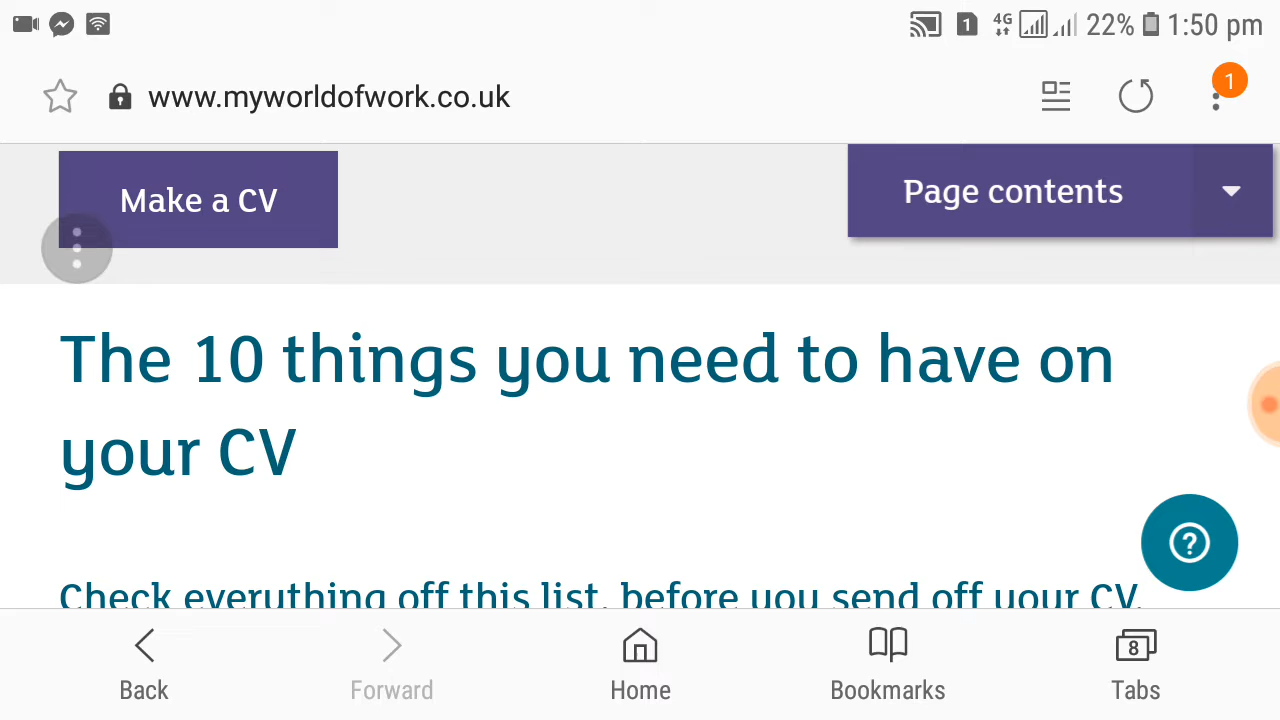 1 4G 22% 1:50 pm
www.myworldofwork.co.uk
1
Make a CV
Page contents
The 10 things you need to have on
your CV
?
Check everything off this list, before you send off your CV.
8
Back Forward Home Bookmarks Tabs